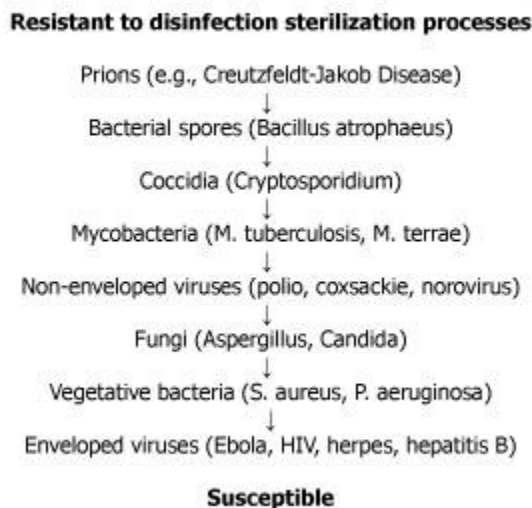 Resistant to disinfection sterilization processes
Prions (e.g., Creutzfeldt-Jakob Disease)
↓
Bacterial spores (Bacillus atrophaeus)
↓
Coccidia (Cryptosporidium)
↓
Mycobacteria (M. tuberculosis, M. terrae)
↓
Non-enveloped viruses (polio, coxsackie, norovirus)
↓
Fungi (Aspergillus, Candida)
↓
Vegetative bacteria (S. aureus, P. aeruginosa)
↓
Enveloped viruses (Ebola, HIV, herpes, hepatitis B)
Susceptible